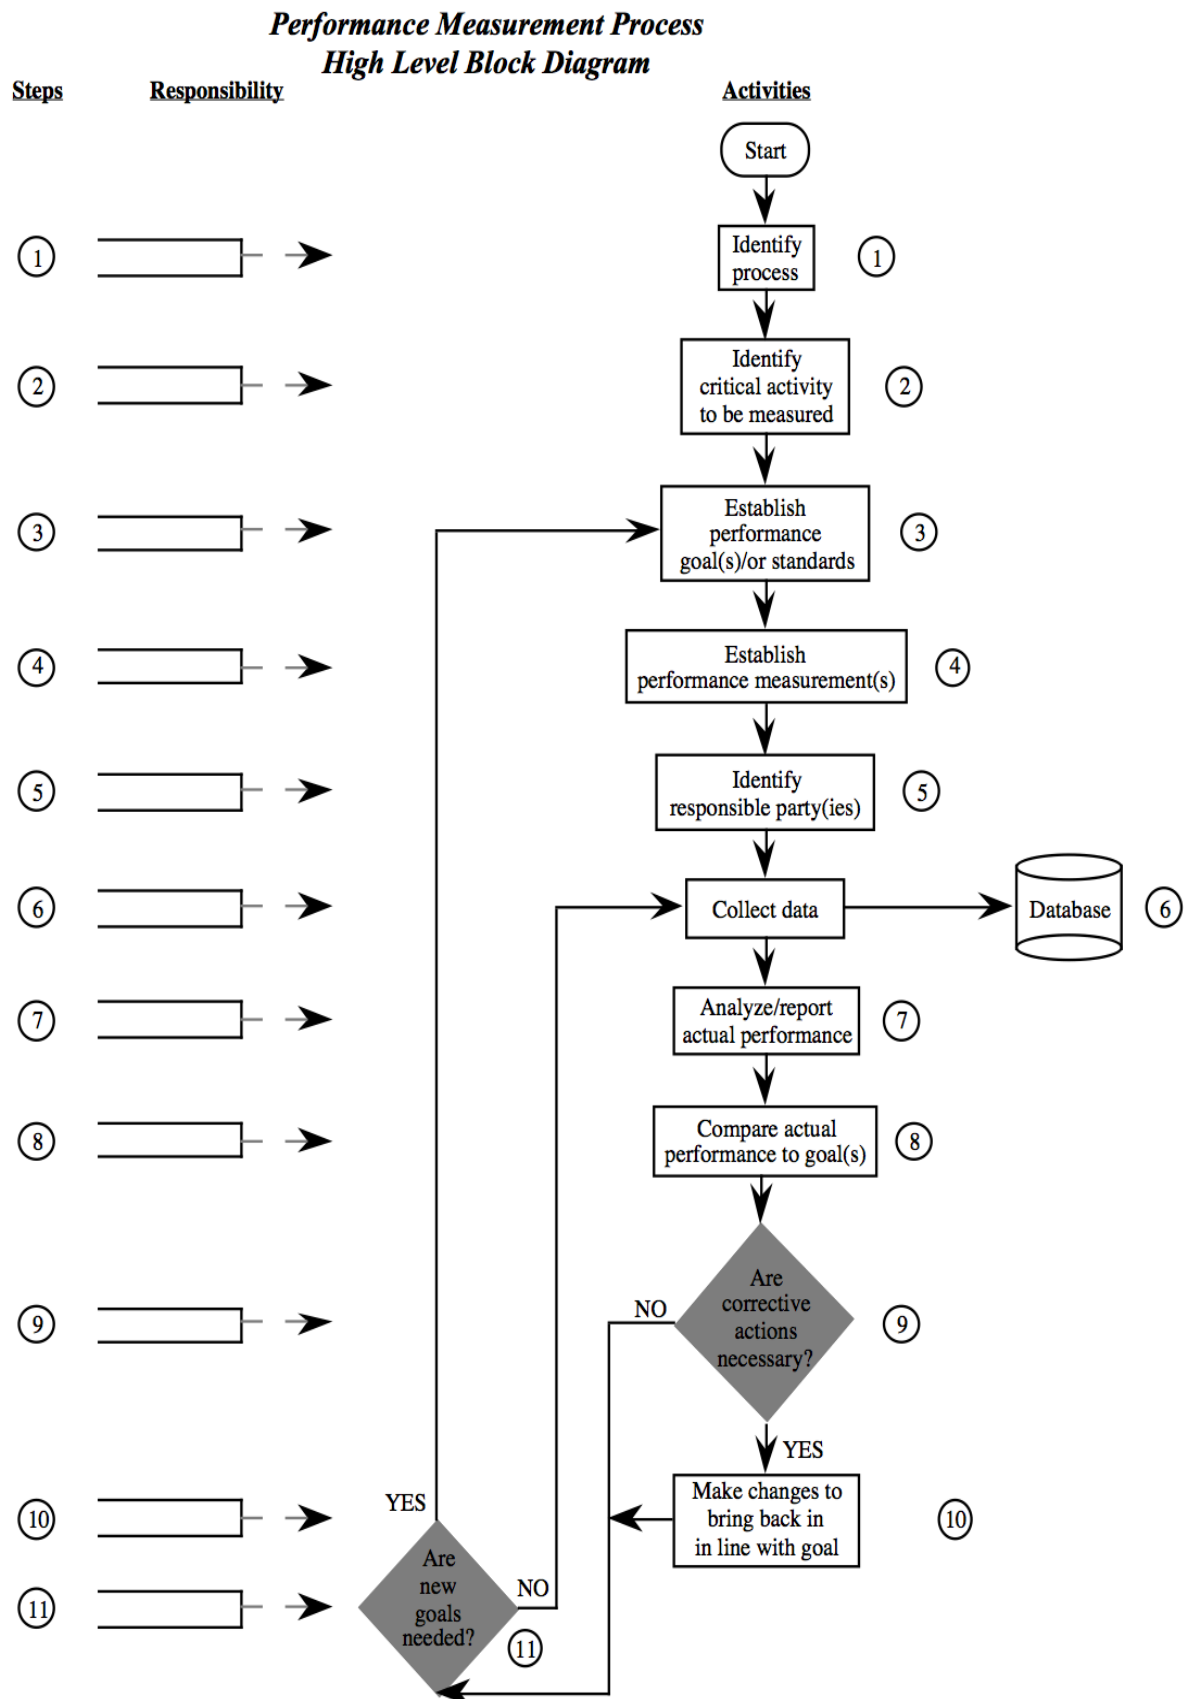 Performance Measurement Process
High Level Block Diagram
Steps
Responsibility
Activities
Start
1
Identify
process
1
2
Identify
critical activity
to be measured
2
3
Establish
performance
goal(s)/or standards
3
4
Establish
performance measurement(s)
4
5
Identify
responsible party(ies)
5
6
Collect data
Database
6
7
Analyze/report
actual performance
7
8
Compare actual
performance to goal(s)
8
9
NO
Are
corrective
actions
necessary?
9
YES
10
YES
Make changes to
bring back in
in line with goal
10
11
Are
new
goals
needed?
NO
11